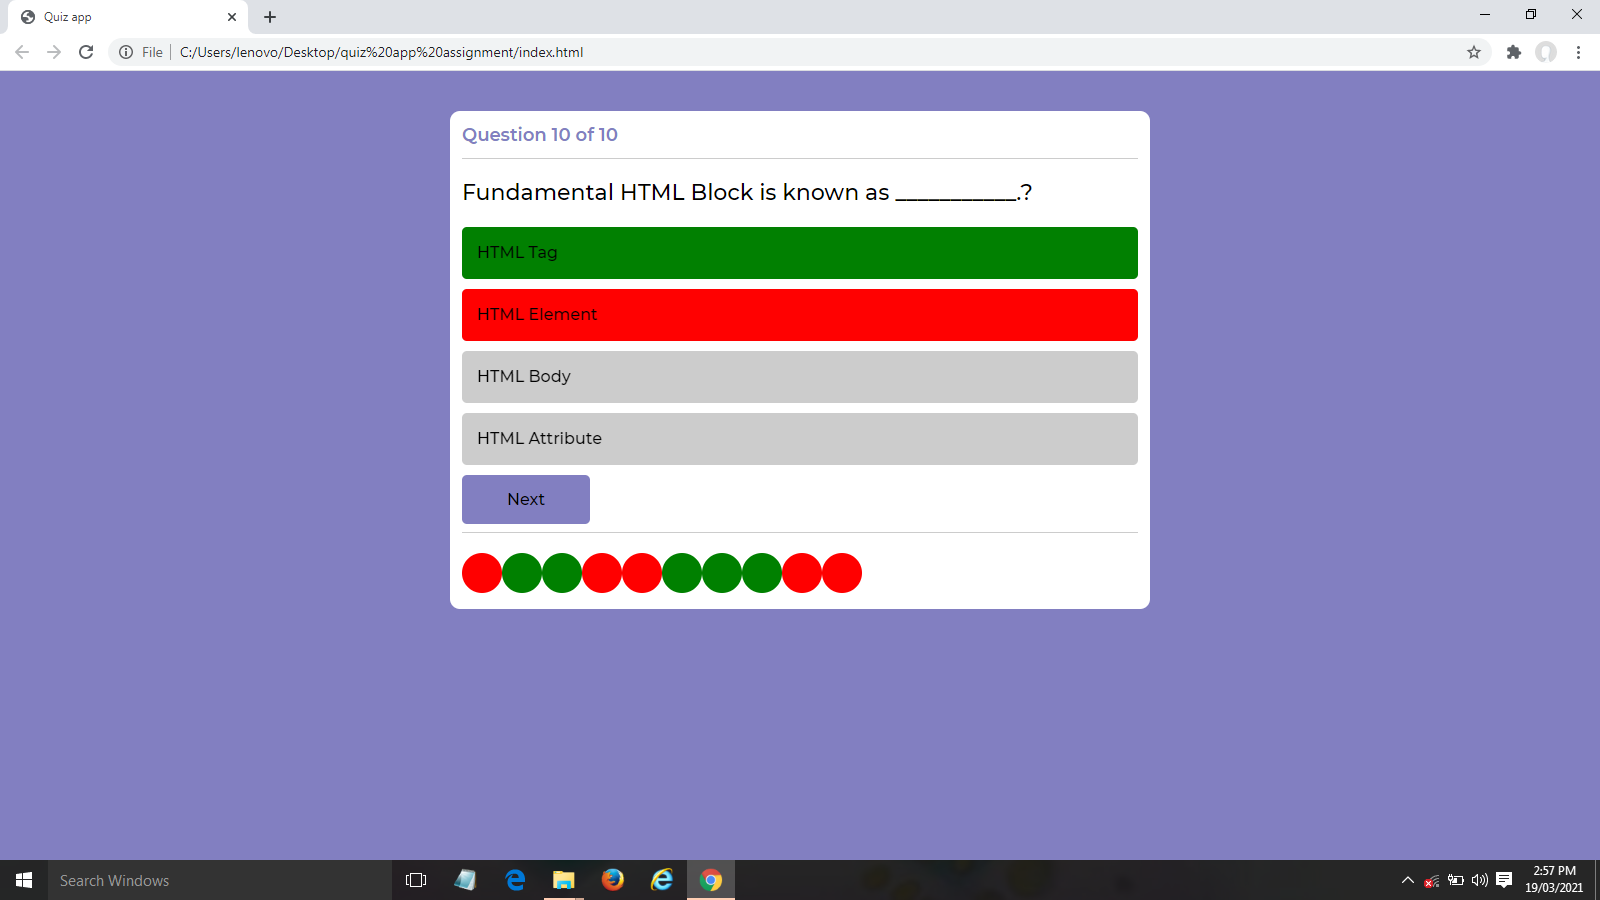 Quiz app
File
C:/Users/lenovo/Desktop/quiz%20app%20assignment/index.html
Question 10 of 10
Fundamental HTML Block is known as ___________.?
HTML Tag
HTML Element
HTML Body
HTML Attribute
Next
Search Windows
2:57 PM
19/03/2021